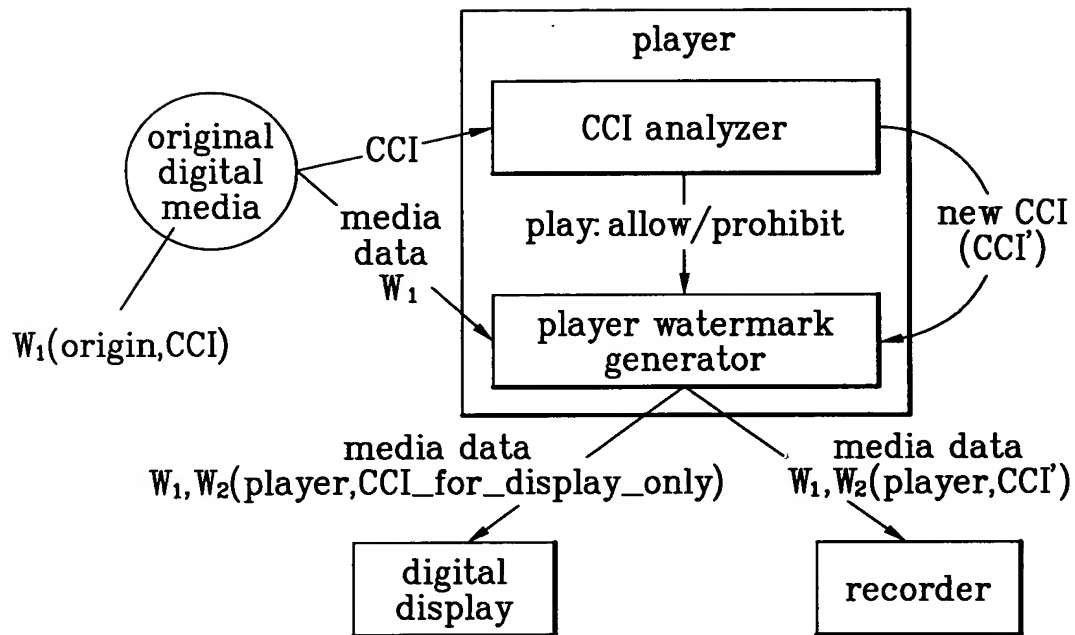 player
original
digital
media
CCI
CCI analyzer
media
data
W₁
play: allow/prohibit
new CCI
(CCI')
W₁(origin,CCI)
player watermark
generator
media data
W₁,W₂(player,CCI_for_display_only)
media data
W₁,W₂(player,CCI')
digital
display
recorder